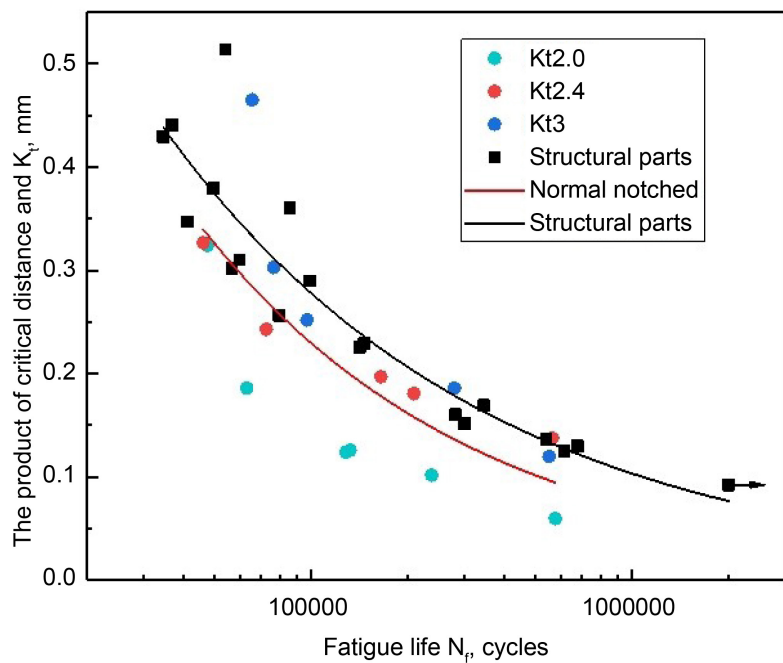 The product of critical distance and Kt, mm
0.5
0.4
0.3
0.2
0.1
0.0
Kt2.0
Kt2.4
Kt3
Structural parts
Normal notched
Structural parts
100000
1000000
Fatigue life Nf, cycles